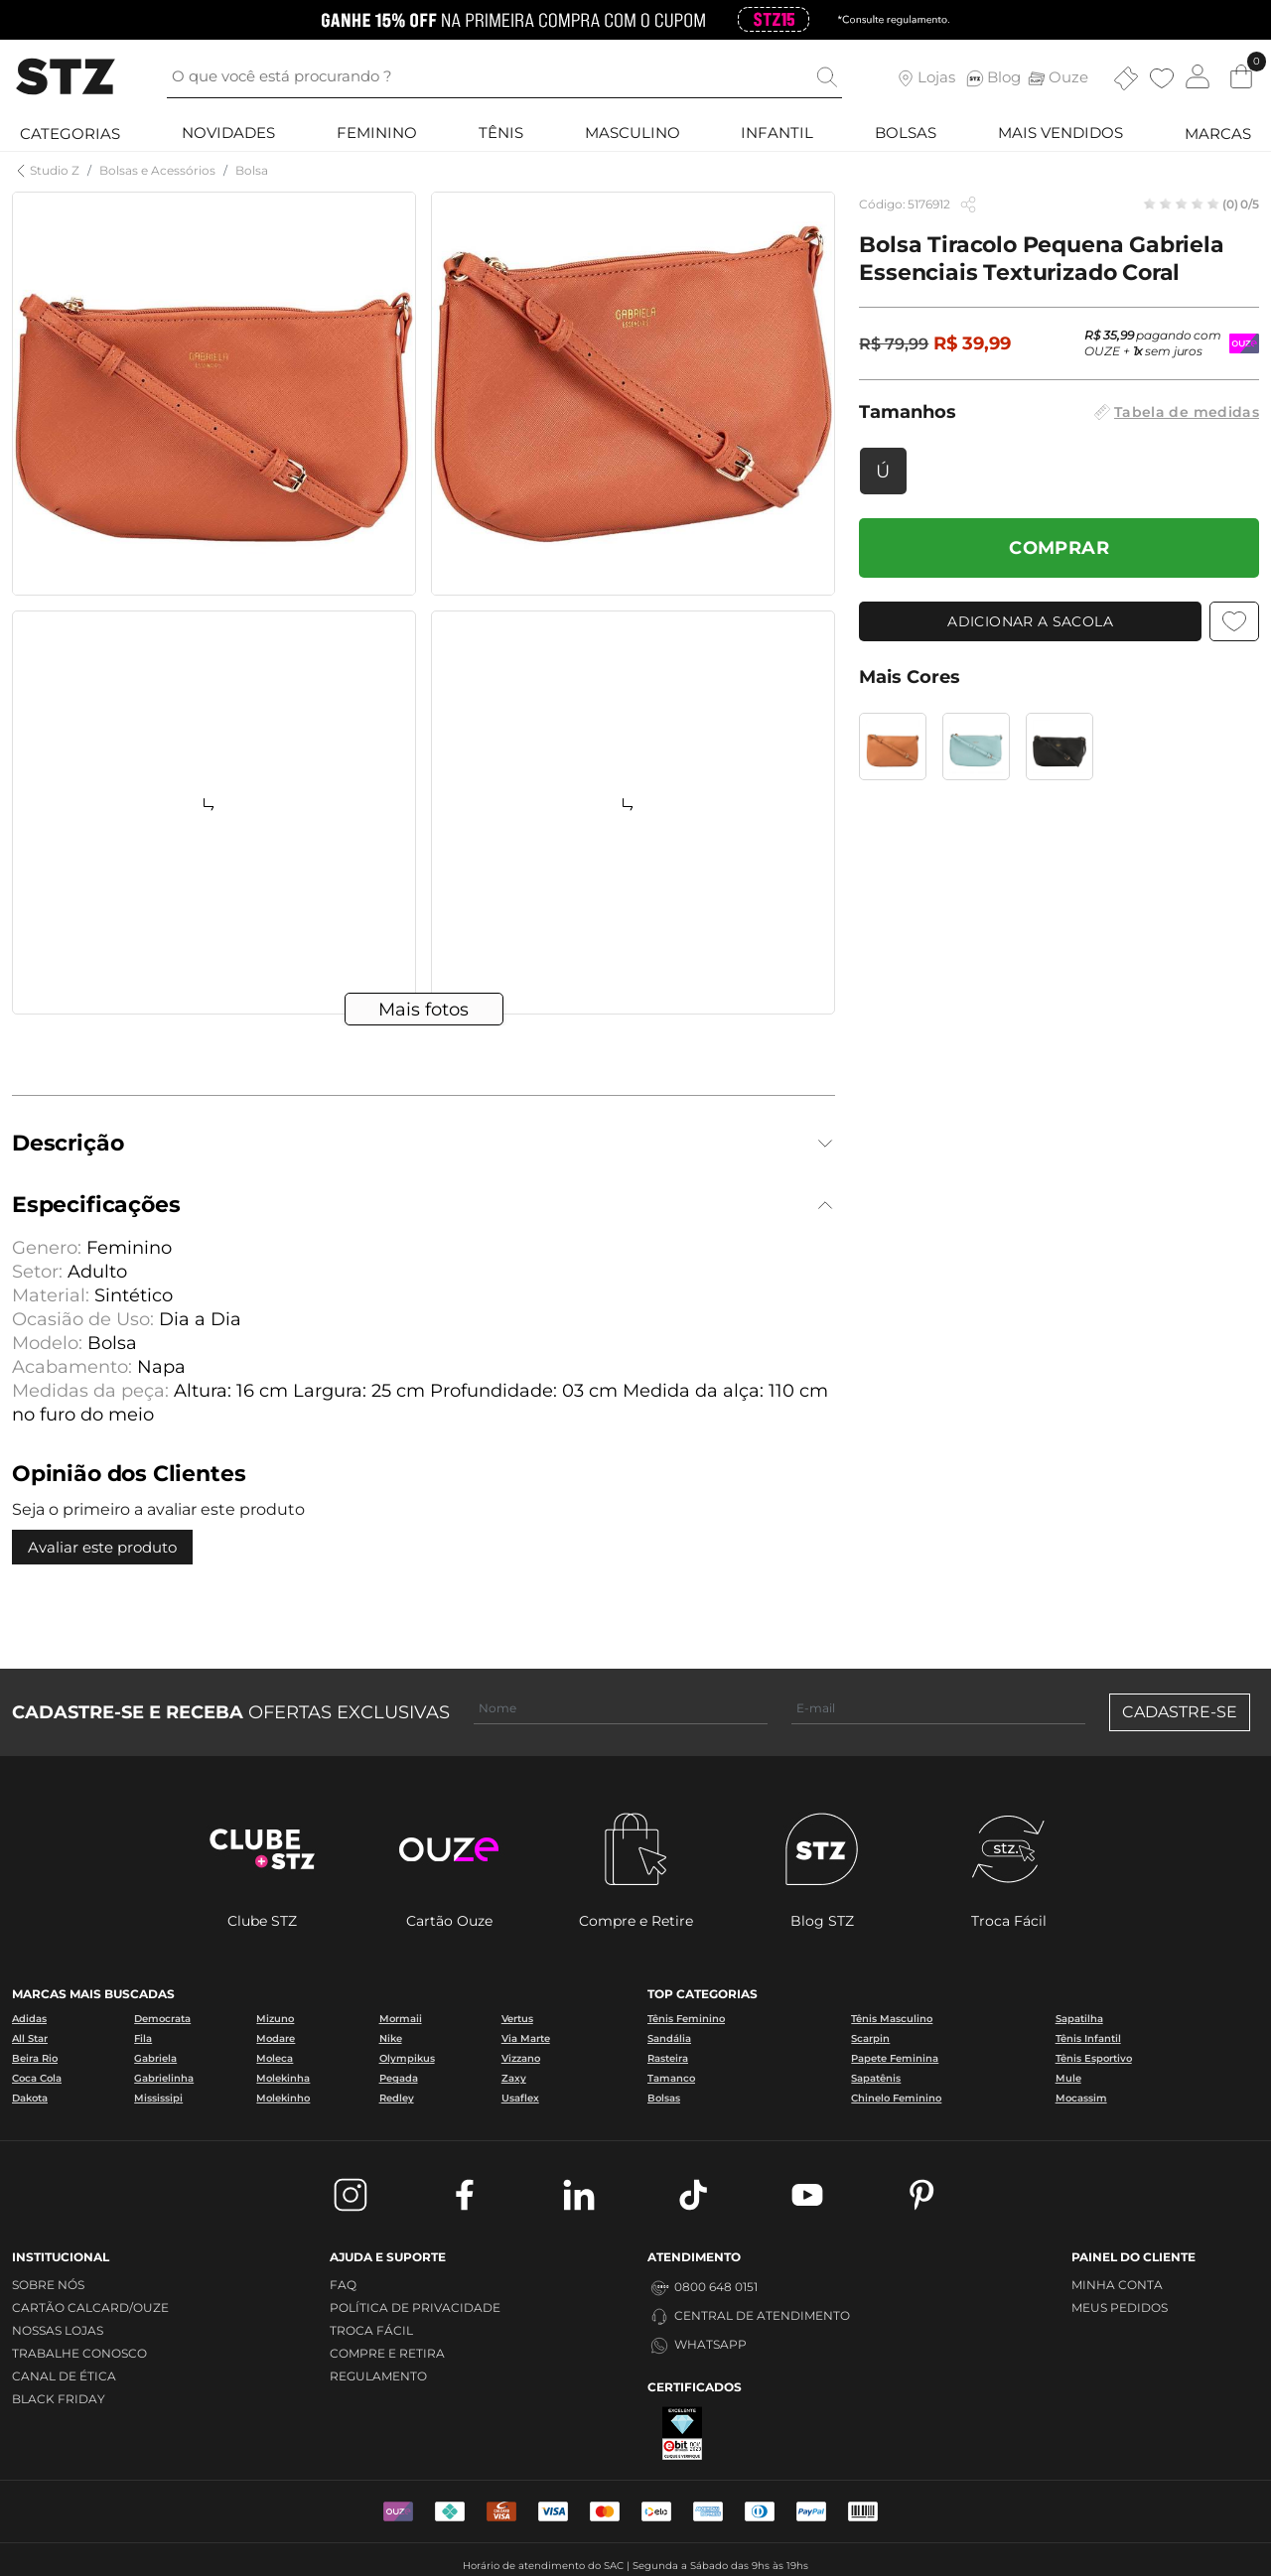 GANHE 15% OFF NA PRIMEIRA COMPRA COM O CUPOM STZ15 *Consulte regulamento.
STZ
O que você está procurando ?
Lojas
Blog
Ouze
0
CATEGORIAS
NOVIDADES
FEMININO
TÊNIS
MASCULINO
INFANTIL
BOLSAS
MAIS VENDIDOS
MARCAS
Studio Z / Bolsas e Acessórios / Bolsa
GABRIELA
GABRIELA
Código: 5176912
(0) 0/5
Bolsa Tiracolo Pequena Gabriela
Essenciais Texturizado Coral
R$ 79,99 R$ 39,99
R$ 35,99 pagando com
OUZE + 1x sem juros
Tamanhos
Tabela de medidas
Ú
COMPRAR
ADICIONAR A SACOLA
Mais Cores
Mais fotos
Descrição
Especificações
Genero: Feminino
Setor: Adulto
Material: Sintético
Ocasião de Uso: Dia a Dia
Modelo: Bolsa
Acabamento: Napa
Medidas da peça: Altura: 16 cm Largura: 25 cm Profundidade: 03 cm Medida da alça: 110 cm
no furo do meio
Opinião dos Clientes
Seja o primeiro a avaliar este produto
Avaliar este produto
CADASTRE-SE E RECEBA OFERTAS EXCLUSIVAS
Nome
E-mail
CADASTRE-SE
CLUBE
+STZ
ouze
STZ
stz.
Clube STZ
Cartão Ouze
Compre e Retire
Blog STZ
Troca Fácil
MARCAS MAIS BUSCADAS
Adidas
All Star
Beira Rio
Coca Cola
Dakota
Democrata
Fila
Gabriela
Gabrielinha
Mississipi
Mizuno
Modare
Moleca
Molekinha
Molekinho
Mormaii
Nike
Olympikus
Pegada
Redley
Vertus
Via Marte
Vizzano
Zaxy
Usaflex
TOP CATEGORIAS
Tênis Feminino
Sandália
Rasteira
Tamanco
Bolsas
Tênis Masculino
Scarpin
Papete Feminina
Sapatênis
Chinelo Feminino
Sapatilha
Tênis Infantil
Tênis Esportivo
Mule
Mocassim
INSTITUCIONAL
SOBRE NÓS
CARTÃO CALCARD/OUZE
NOSSAS LOJAS
TRABALHE CONOSCO
CANAL DE ÉTICA
BLACK FRIDAY
AJUDA E SUPORTE
FAQ
POLÍTICA DE PRIVACIDADE
TROCA FÁCIL
COMPRE E RETIRA
REGULAMENTO
ATENDIMENTO
0800 648 0151
CENTRAL DE ATENDIMENTO
WHATSAPP
CERTIFICADOS
EXCELENTE
ebit
PAINEL DO CLIENTE
MINHA CONTA
MEUS PEDIDOS
VISA
VISA
elo
PayPal
Horário de atendimento do SAC | Segunda a Sábado das 9hs às 19hs